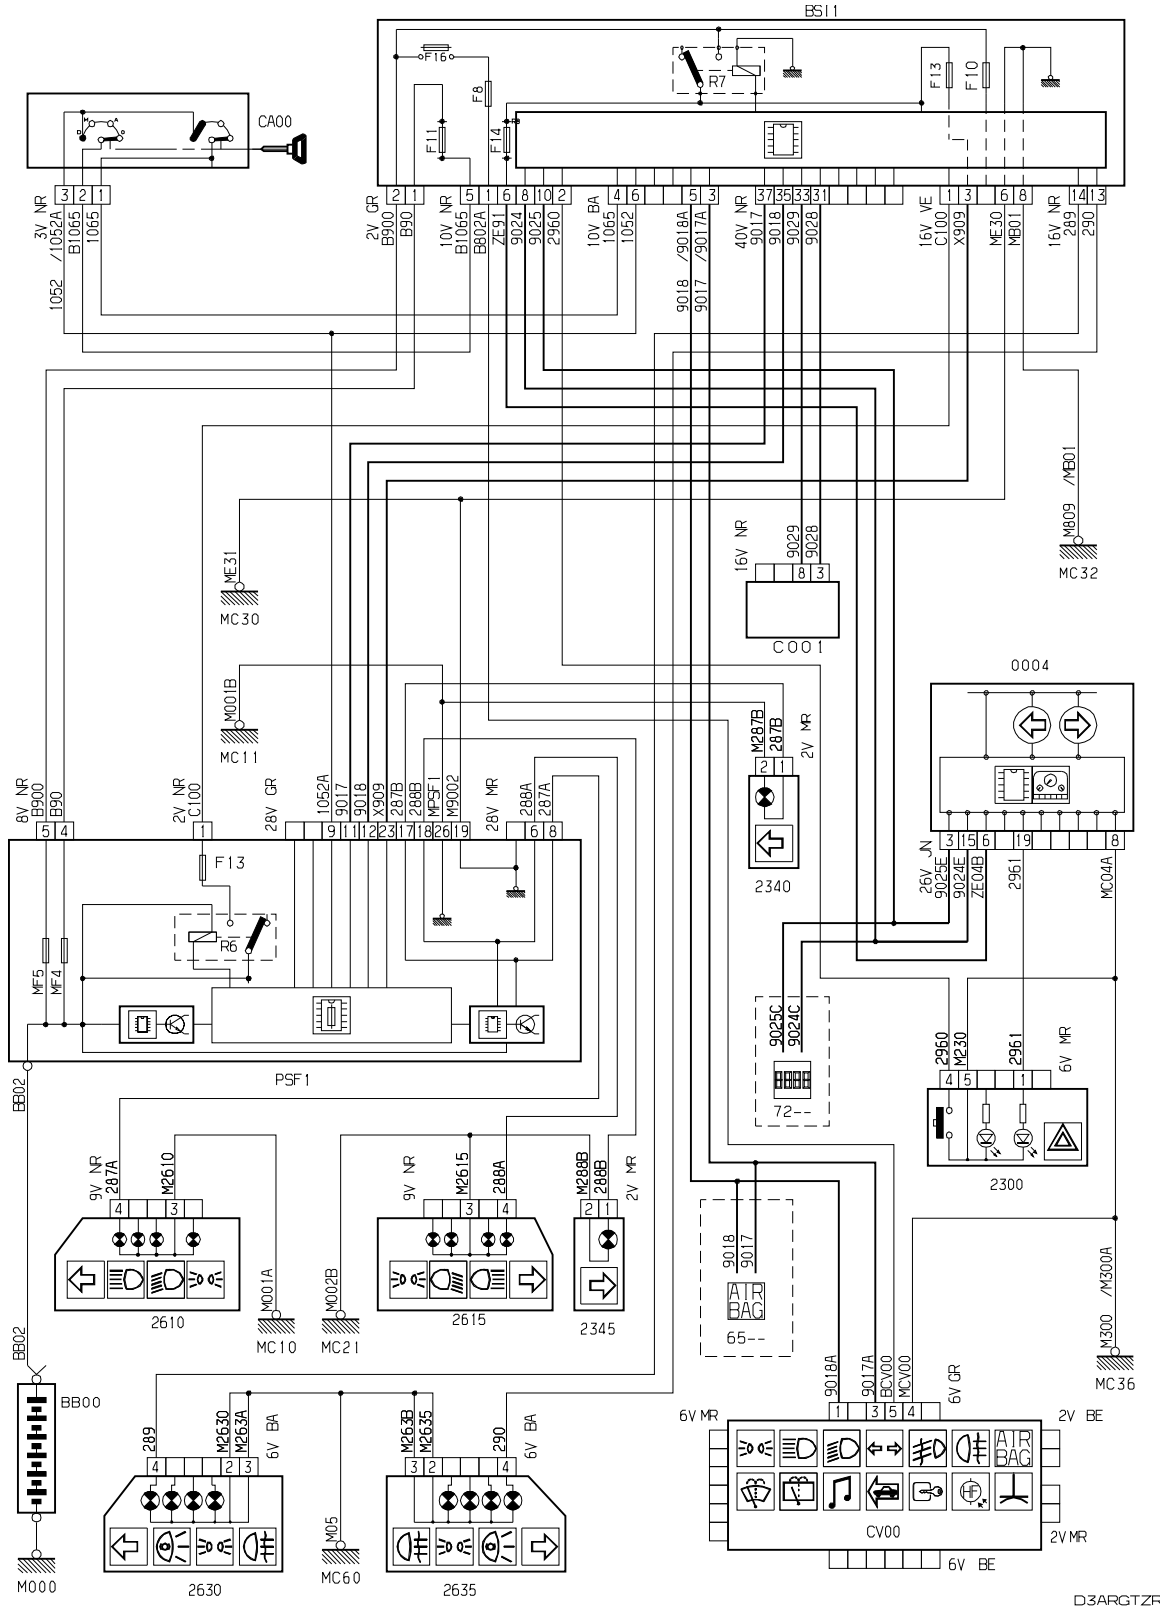 BSI1
F16
F8
F11
F14
R7
F13
F10
CA00
M
A
D
3 2 1
2 1
5 1 6 8 10 2
4 6
5 3
37 35 33 31
1 3
6 8
14 13
3V NR
1052 /1052A
B1065
1065
2V GR
B900
B90
10V NR
B1065
B802A
ZE91
9024
9025
2960
10V BA
1065
1052
9018 /9018A
9017 /9017A
40V NR
9017
9018
9029
9028
16V VE
C100
X909
ME30
MB01
16V NR
289
290
M809 /MB01
MC32
ME31
MC30
16V NR
9029
9028
8 3
C001
M001B
MC11
0004
M287B
287B
2V MR
2 1
2340
8V NR
B900
B90
2V NR
C100
28V GR
1052A
9017
9018
X909
287B
288B
MPSF1
M9002
28V MR
288A
287A
5 4
1
9 11 12 23 17 18 26 19
6 8
F13
R6
MF5
MF4
PSF1
3 15 6
19
8
26V JN
9025E
9024E
ZE04B
2961
MC04A
BB02
9025C
9024C
72--
2960
M230
2961
6V MR
4 5
1
2300
9V NR
287A
M2610
4
3
2610
M001A
MC10
M002B
MC21
9V NR
M2615
288A
3
4
2615
M288B
288B
2V MR
2 1
2345
9018
9017
AIR
BAG
65--
M300 /M300A
MC36
BB02
BB00
M000
289
M2630
M263A
6V BA
4
2 3
2630
M05
MC60
M263B
M2635
290
6V BA
3 2
4
2635
9018A
9017A
BCV00
MCV00
6V GR
1
3 5 4
6V MR
2V BE
AIR
BAG
HF
CV00
2V MR
6V BE
D3ARGTZR